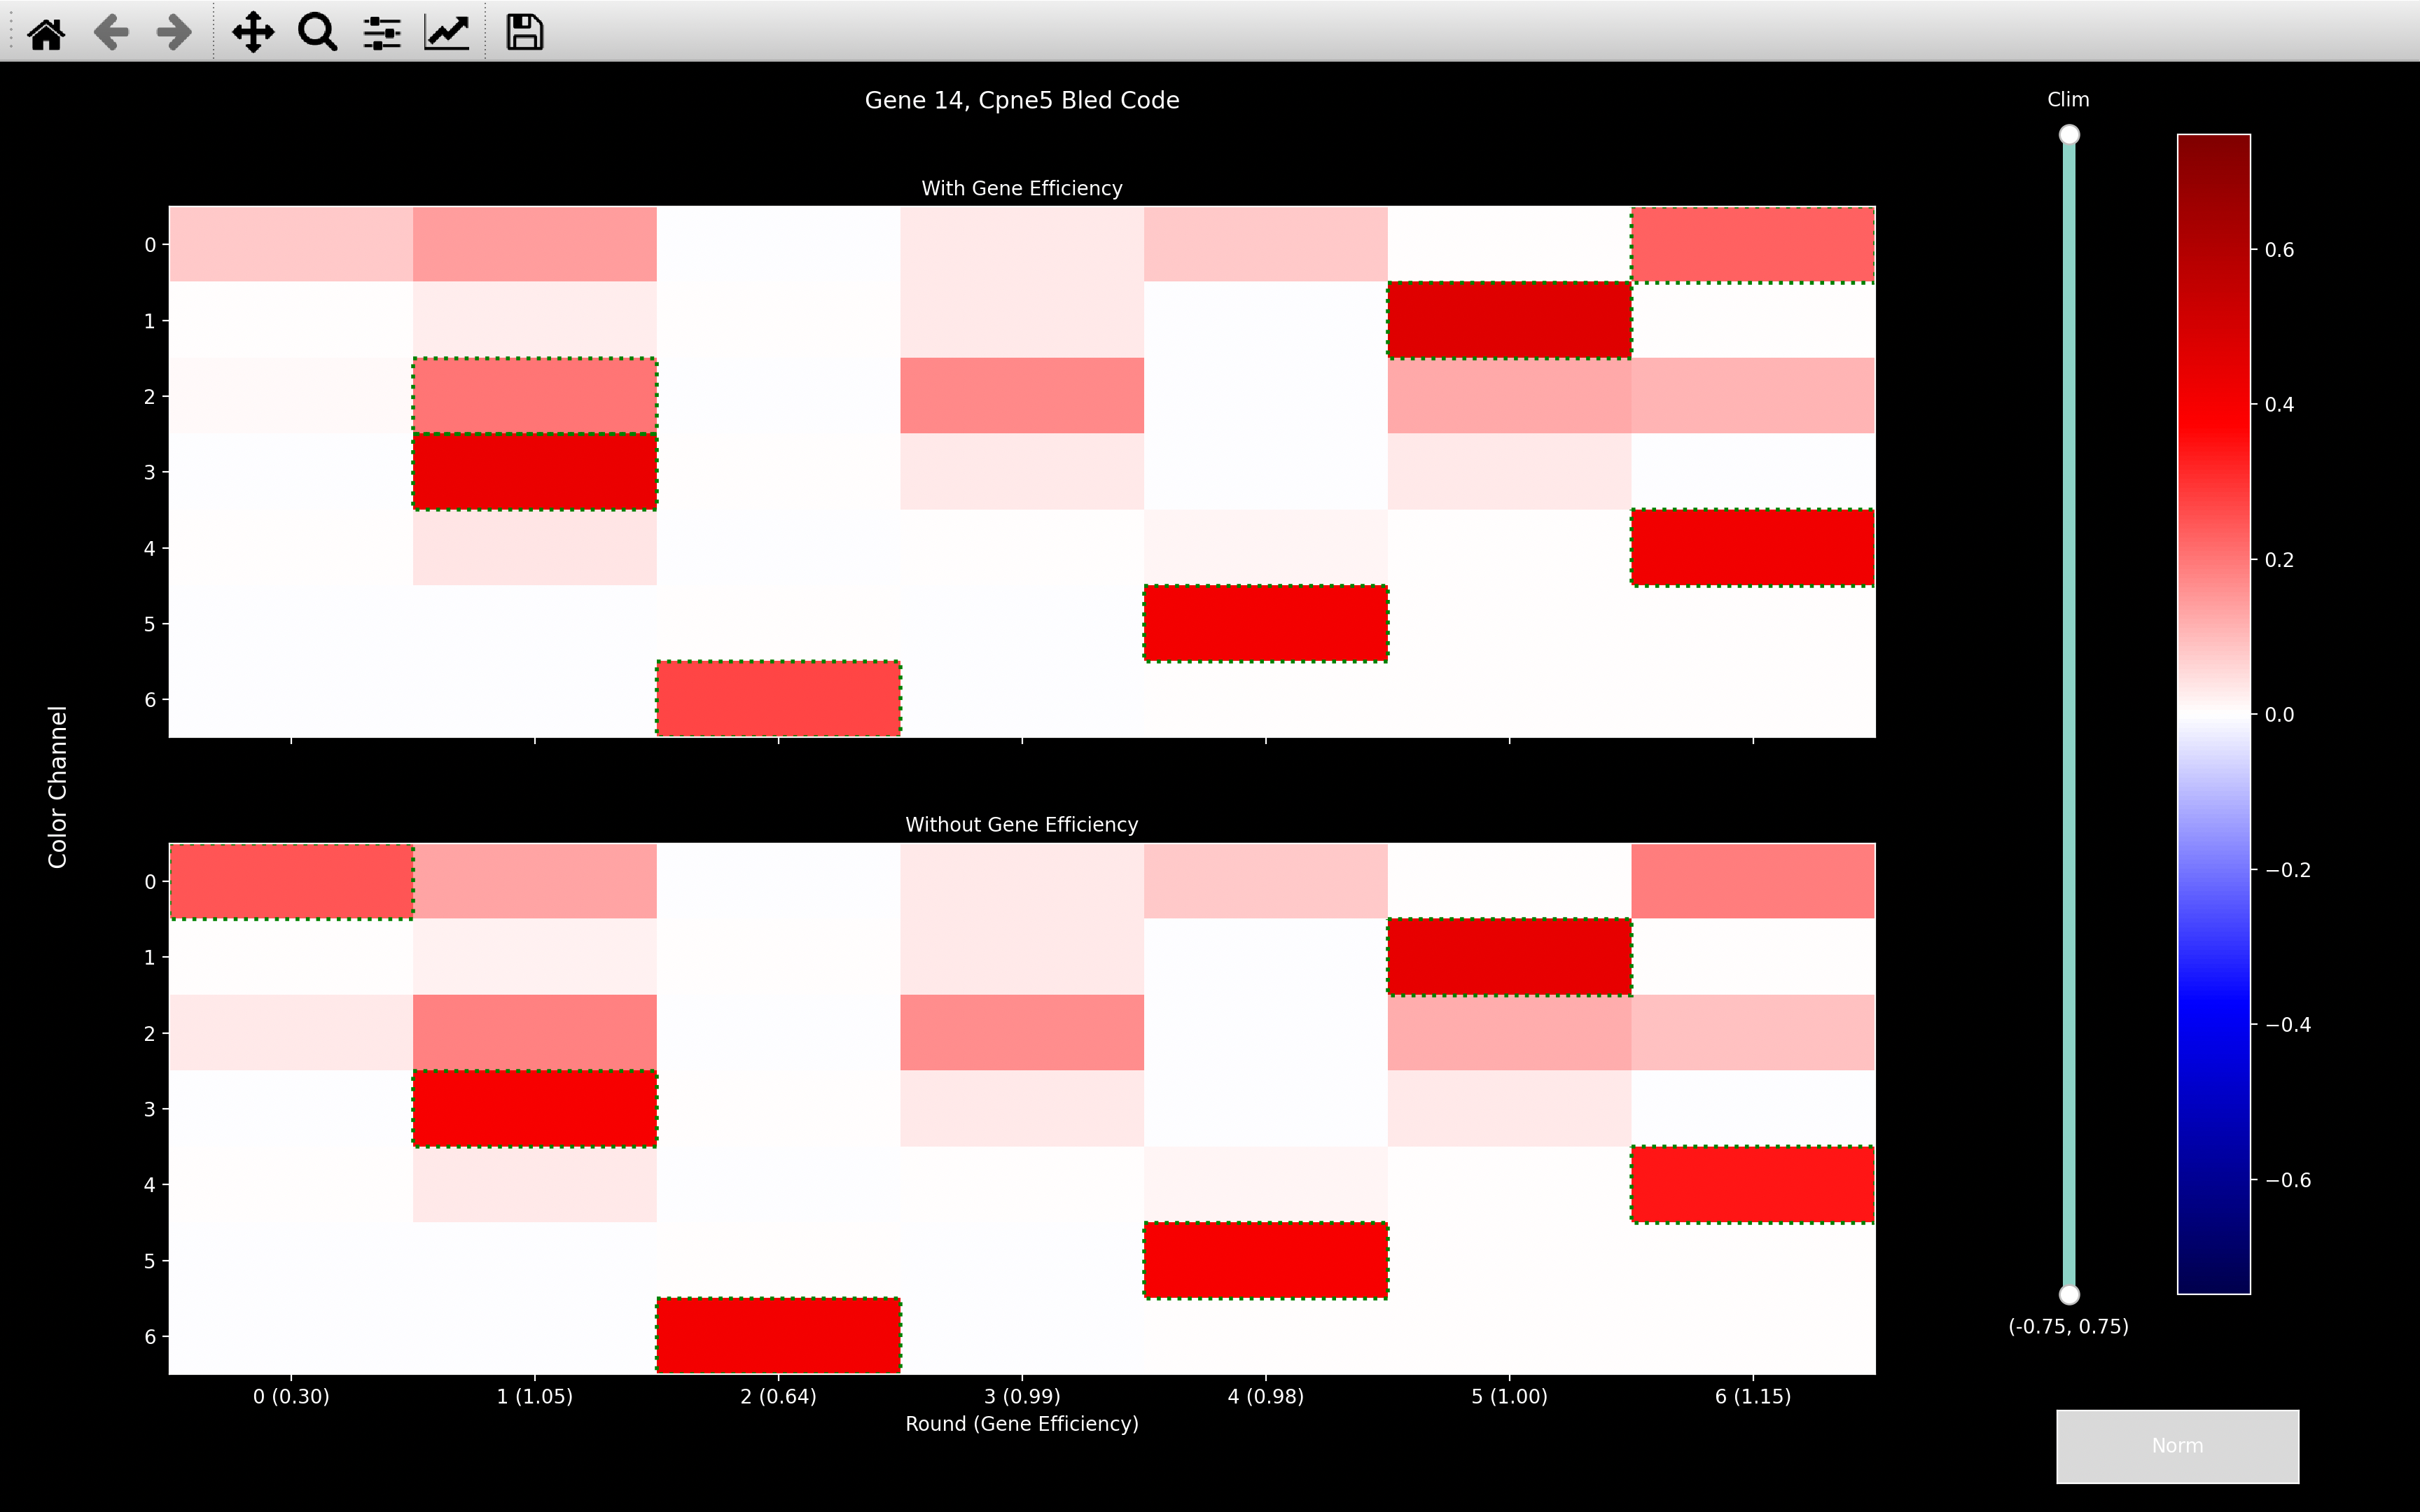 Gene 14, Cpne5 Bled Code
Clim
With Gene Efficiency
0
1
2
3
4
5
6
Color Channel
Without Gene Efficiency
0
1
2
3
4
5
6
0 (0.30) 1 (1.05) 2 (0.64) 3 (0.99) 4 (0.98) 5 (1.00) 6 (1.15)
Round (Gene Efficiency)
0.6
0.4
0.2
0.0
−0.2
−0.4
−0.6
(-0.75, 0.75)
Norm